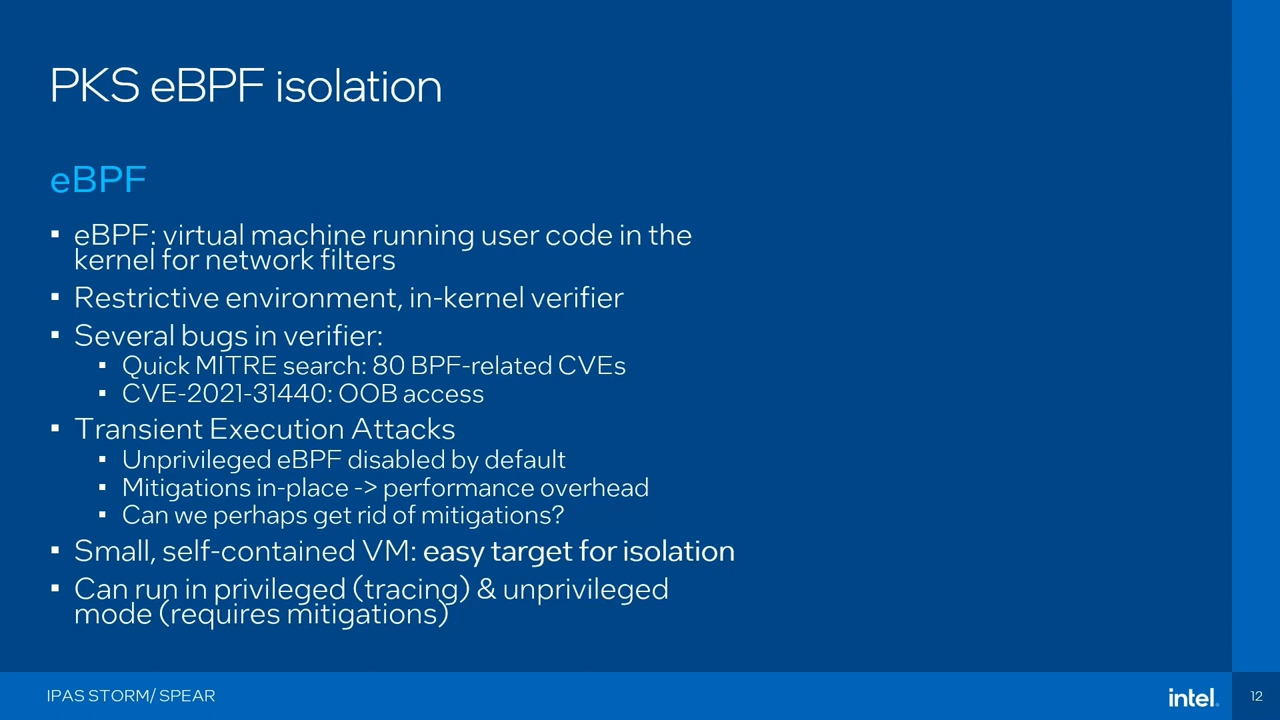 PKS eBPF isolation
eBPF
▪ eBPF: virtual machine running user code in the
kernel for network filters
▪ Restrictive environment, in-kernel verifier
▪ Several bugs in verifier:
▪ Quick MITRE search: 80 BPF-related CVEs
▪ CVE-2021-31440: OOB access
▪ Transient Execution Attacks
▪ Unprivileged eBPF disabled by default
▪ Mitigations in-place -> performance overhead
▪ Can we perhaps get rid of mitigations?
▪ Small, self-contained VM: easy target for isolation
▪ Can run in privileged (tracing) & unprivileged
mode (requires mitigations)
IPAS STORM/ SPEAR
intel.
12